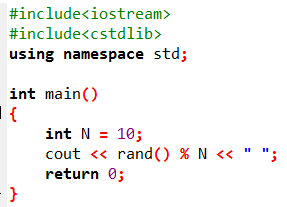 #include<iostream>
#include<cstdlib>
using namespace std;
int main()
{
int N = 10;
cout << rand() % N << " ";
return 0;
}